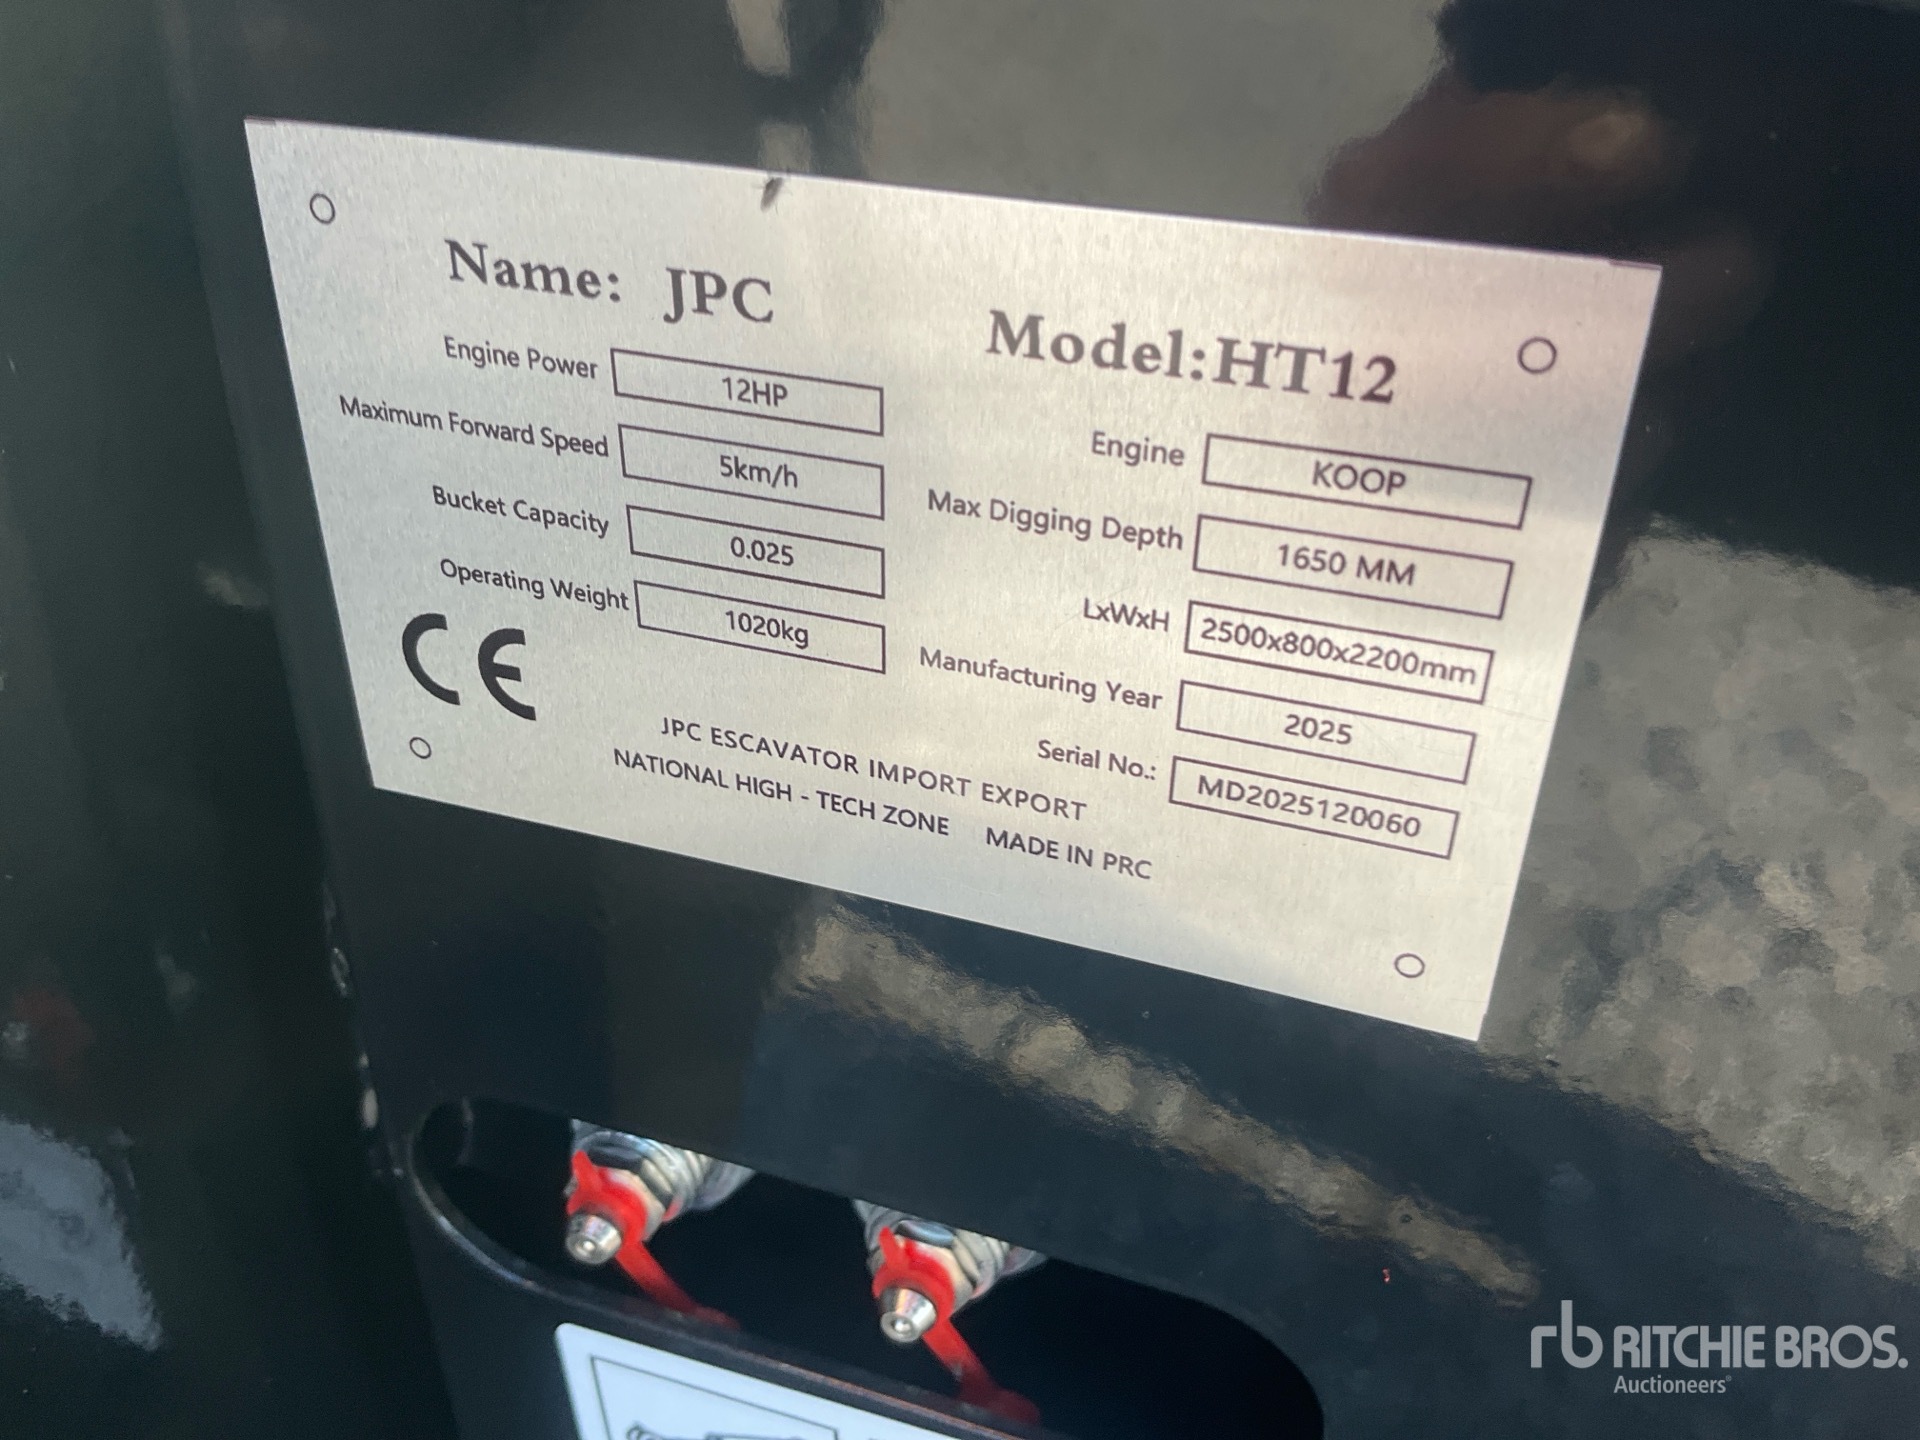 Name: JPC
Model:HT12
Engine Power 12HP
Maximum Forward Speed 5km/h
Bucket Capacity 0.025
Operating Weight 1020kg
Engine KOOP
Max Digging Depth 1650 MM
LxWxH 2500x800x2200mm
Manufacturing Year 2025
Serial No.: MD2025120060
CE
JPC ESCAVATOR IMPORT EXPORT
NATIONAL HIGH - TECH ZONE MADE IN PRC
rb RITCHIE BROS.
Auctioneers